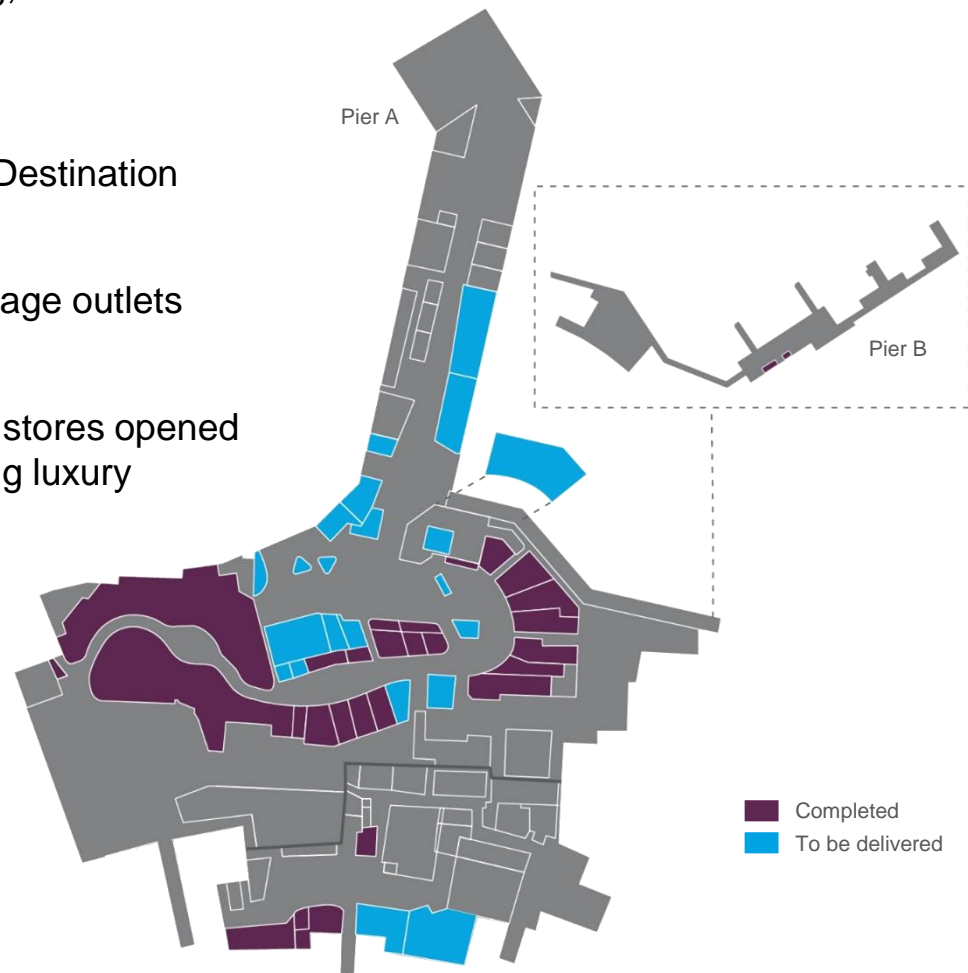 Pier A
Destination
age outlets
Pier B
stores opened
g luxury
Completed
To be delivered